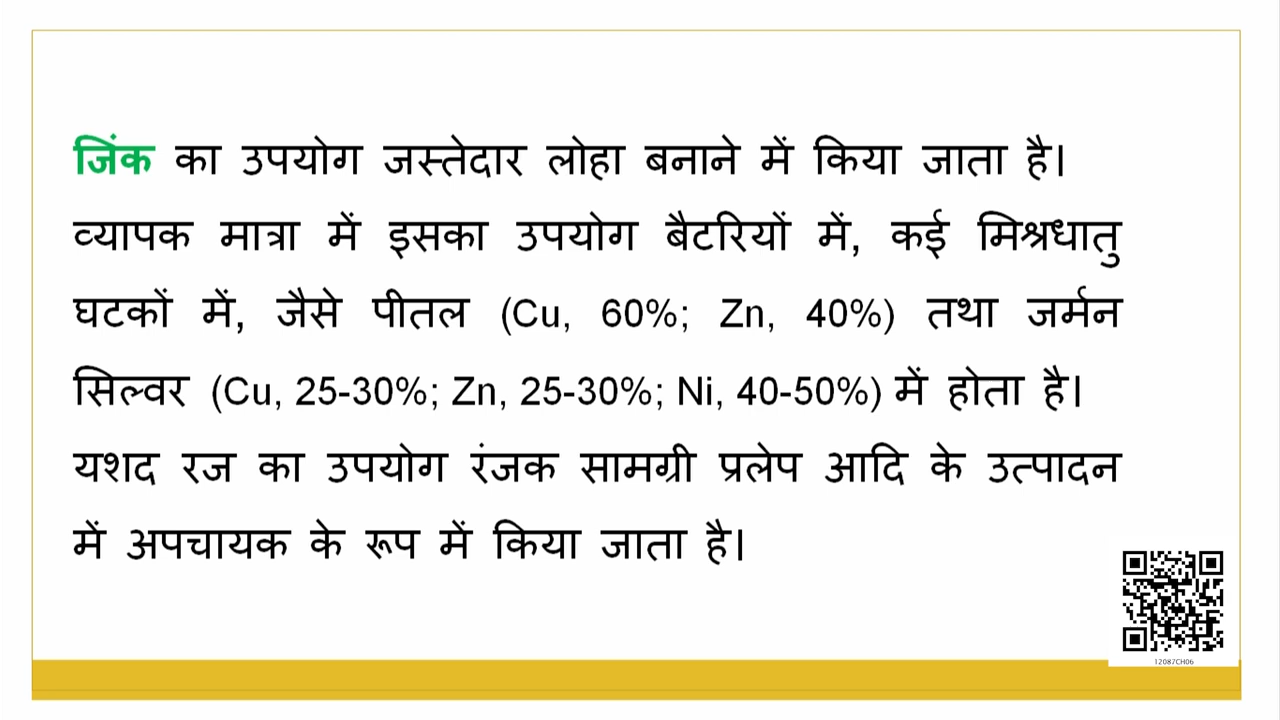 जिंक का उपयोग जस्तेदार लोहा बनाने में किया जाता है।
व्यापक मात्रा में इसका उपयोग बैटरियों में, कई मिश्रधातु
घटकों में, जैसे पीतल (Cu, 60%; Zn, 40%) तथा जर्मन
सिल्वर (Cu, 25-30%; Zn, 25-30%; Ni, 40-50%) में होता है।
यशद रज का उपयोग रंजक सामग्री प्रलेप आदि के उत्पादन
में अपचायक के रूप में किया जाता है।
12087CH06